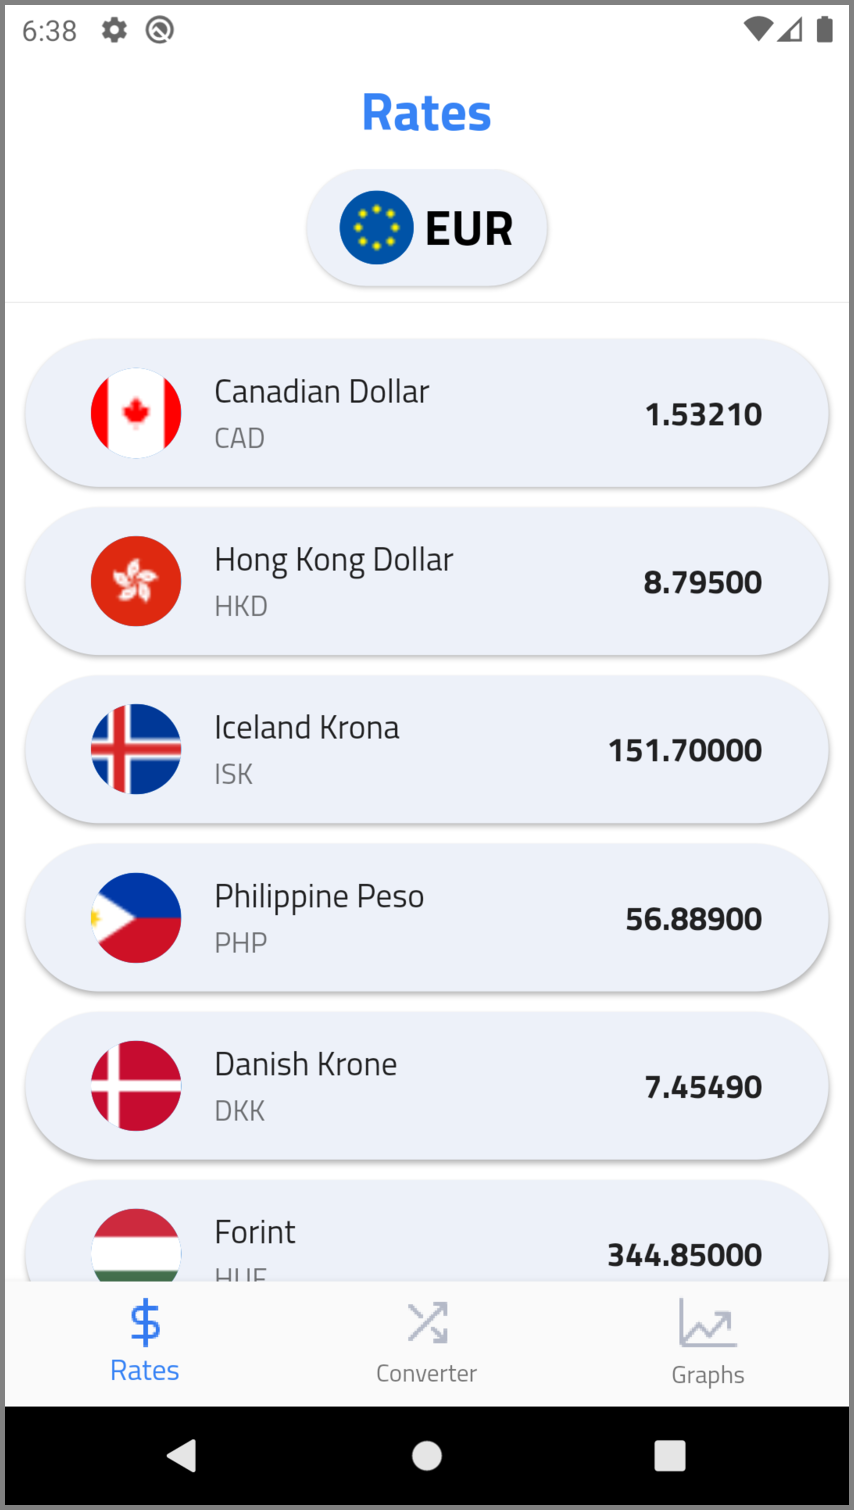 6:38
Rates
EUR
Canadian Dollar
CAD
1.53210
Hong Kong Dollar
HKD
8.79500
Iceland Krona
ISK
151.70000
Philippine Peso
PHP
56.88900
Danish Krone
DKK
7.45490
Forint
HUF
344.85000
Rates
Converter
Graphs